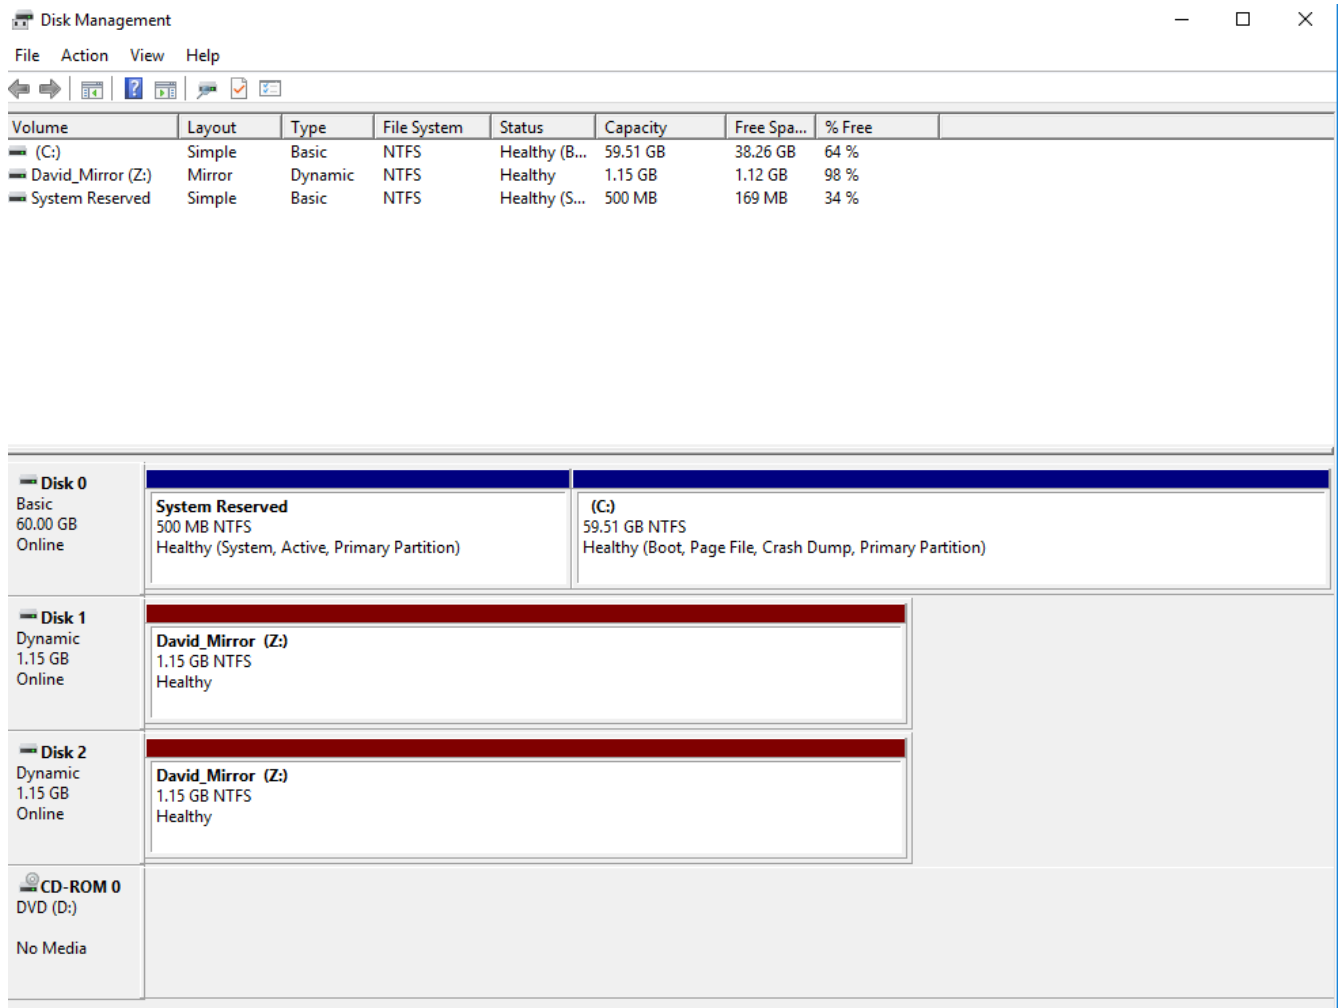 Disk Management
File Action View Help
Volume Layout Type File System Status Capacity Free Spa... % Free
(C:) Simple Basic NTFS Healthy (B... 59.51 GB 38.26 GB 64 %
David_Mirror (Z:) Mirror Dynamic NTFS Healthy 1.15 GB 1.12 GB 98 %
System Reserved Simple Basic NTFS Healthy (S... 500 MB 169 MB 34 %
Disk 0
Basic
60.00 GB
Online
System Reserved
500 MB NTFS
Healthy (System, Active, Primary Partition)
(C:)
59.51 GB NTFS
Healthy (Boot, Page File, Crash Dump, Primary Partition)
Disk 1
Dynamic
1.15 GB
Online
David_Mirror (Z:)
1.15 GB NTFS
Healthy
Disk 2
Dynamic
1.15 GB
Online
David_Mirror (Z:)
1.15 GB NTFS
Healthy
CD-ROM 0
DVD (D:)
No Media